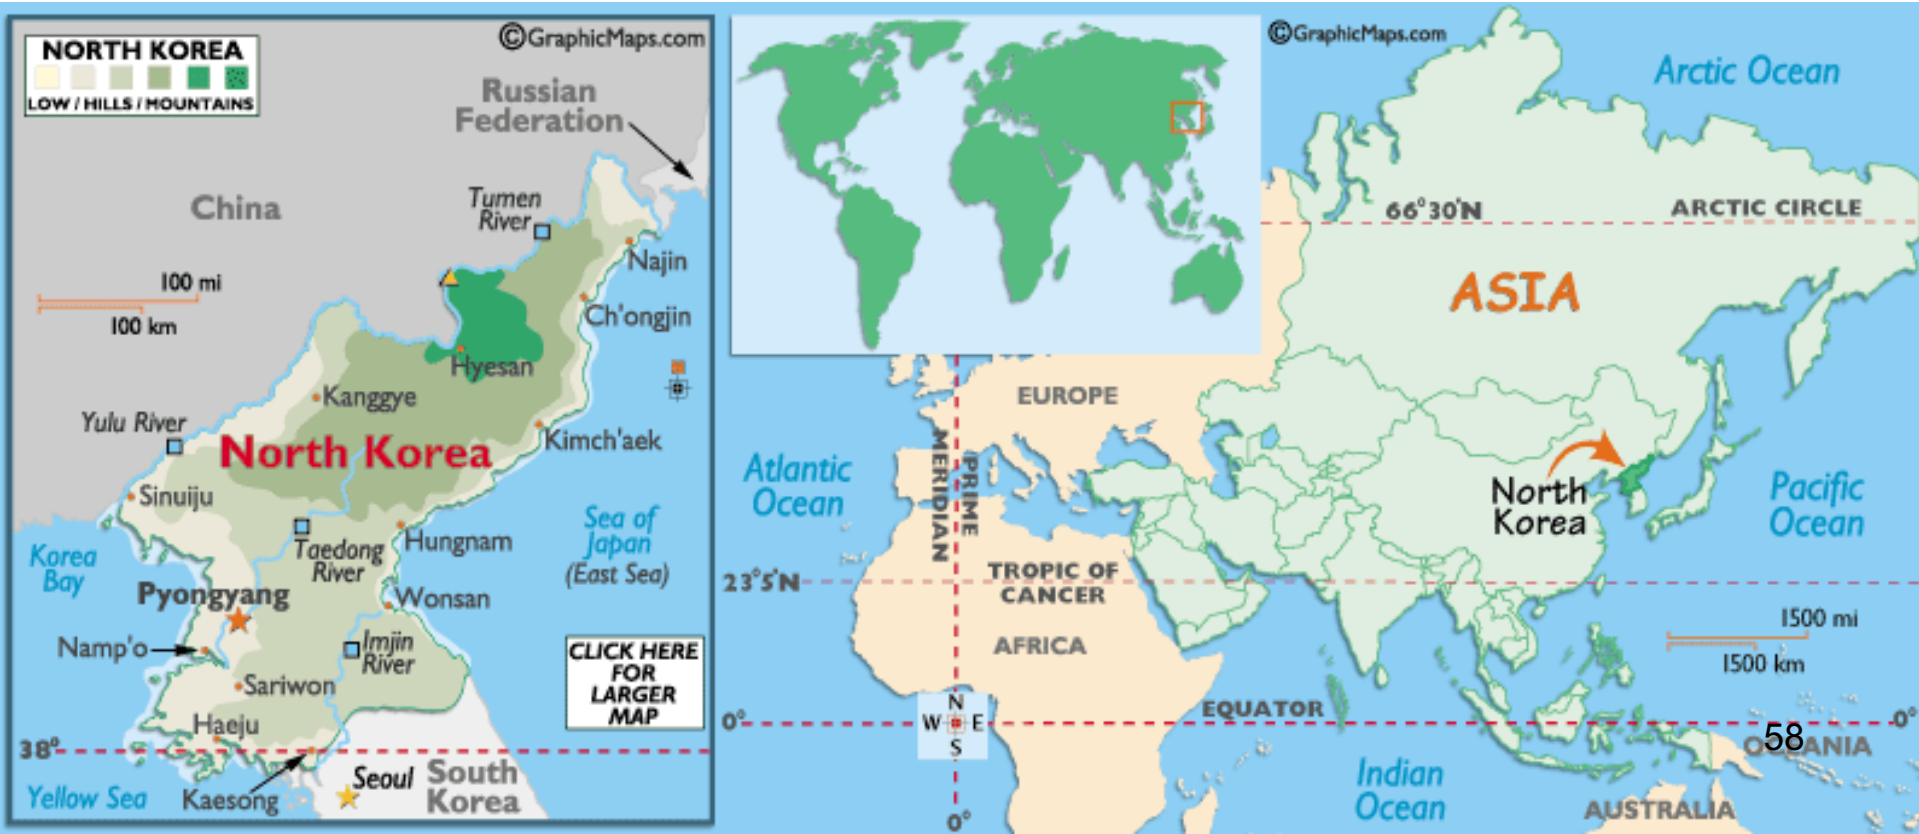 ©GraphicMaps.com
NORTH KOREA
LOW / HILLS / MOUNTAINS
Russian
Federation
China
Tumen
River
Najin
100 mi
100 km
Ch'ongjin
Hyesan
Kanggye
Yulu River
North Korea
Kimch'aek
Sinuiju
Korea
Bay
Taedong
River
Hungnam
Sea of
Japan
(East Sea)
Pyongyang
Wonsan
Namp'o
Imjin
River
Sariwon
CLICK HERE
FOR
LARGER
MAP
Haeju
38°
Yellow Sea
Kaesong
Seoul
South
Korea
©GraphicMaps.com
Arctic Ocean
66°30'N
ARCTIC CIRCLE
ASIA
EUROPE
Atlantic
Ocean
PRIME
MERIDIAN
North
Korea
Pacific
Ocean
23°5'N
TROPIC OF
CANCER
AFRICA
1500 mi
1500 km
0°
N
W
E
S
EQUATOR
0°
58
OCEANIA
Indian
Ocean
AUSTRALIA
0°